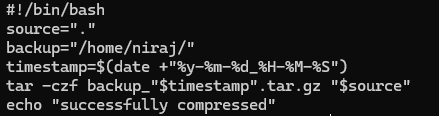 #!/bin/bash
source="."
backup="/home/niraj/"
timestamp=$(date +"%y-%m-%d_%H-%M-%S")
tar -czf backup_"$timestamp".tar.gz "$source"
echo "successfully compressed"